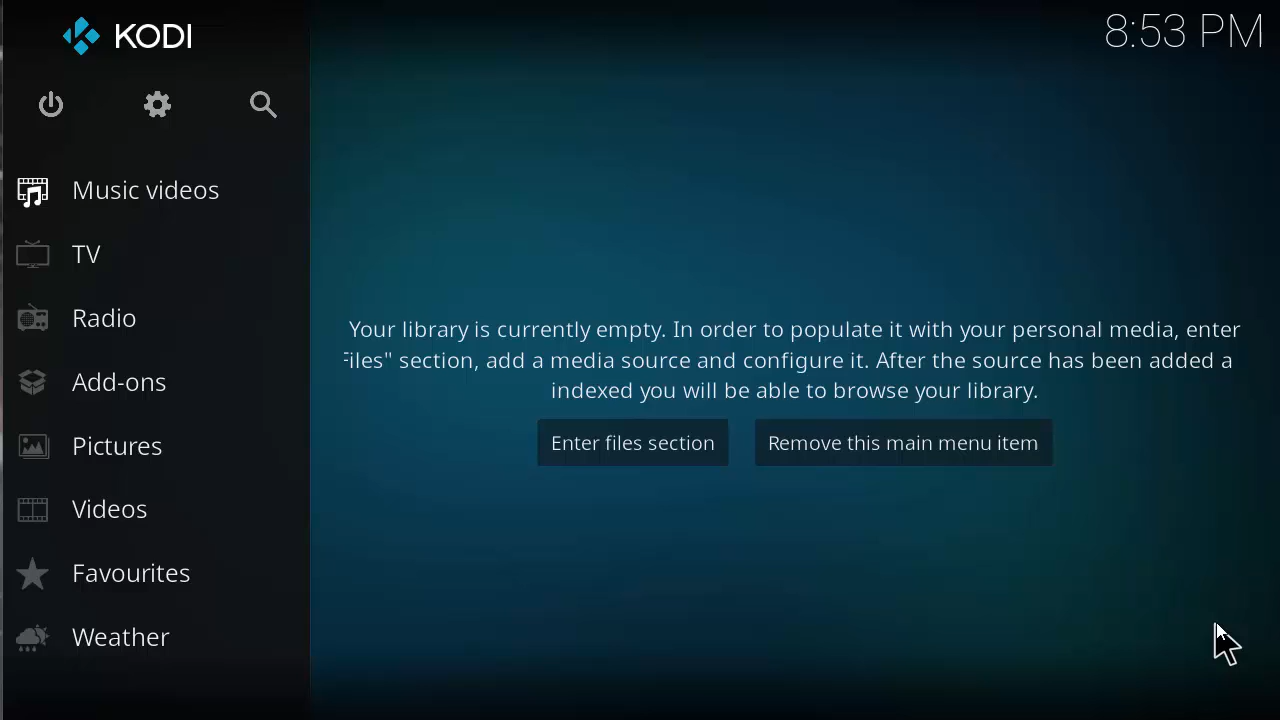 KODI
8:53 PM
Music videos
TV
Radio
Add-ons
Pictures
Videos
Favourites
Weather
Your library is currently empty. In order to populate it with your personal media, enter
iles" section, add a media source and configure it. After the source has been added a
indexed you will be able to browse your library.
Enter files section
Remove this main menu item